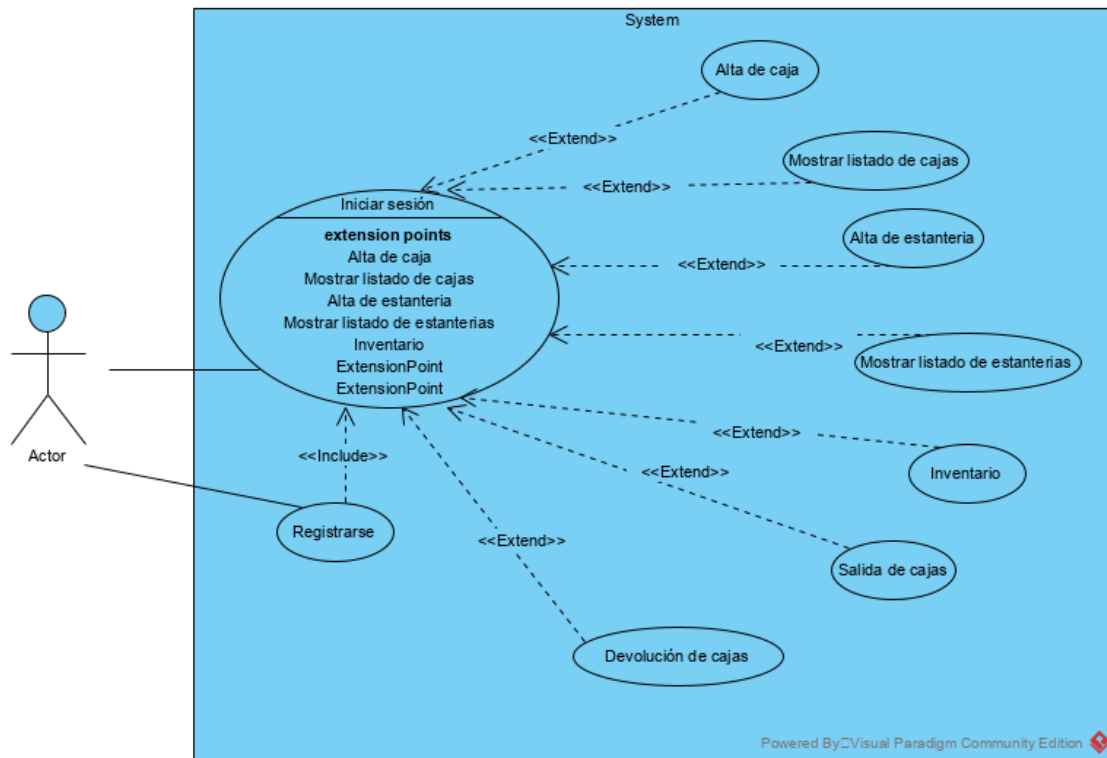 System
Alta de caja
<<Extend>>
Mostrar listado de cajas
<<Extend>>
Iniciar sesión
extension points
Alta de caja
Mostrar listado de cajas
Alta de estanteria
Mostrar listado de estanterias
Inventario
ExtensionPoint
ExtensionPoint
Alta de estanteria
<<Extend>>
<<Extend>>
Mostrar listado de estanterias
<<Extend>>
Inventario
Actor
<<Include>>
<<Extend>>
Registrarse
<<Extend>>
Salida de cajas
Devolución de cajas
Powered By Visual Paradigm Community Edition